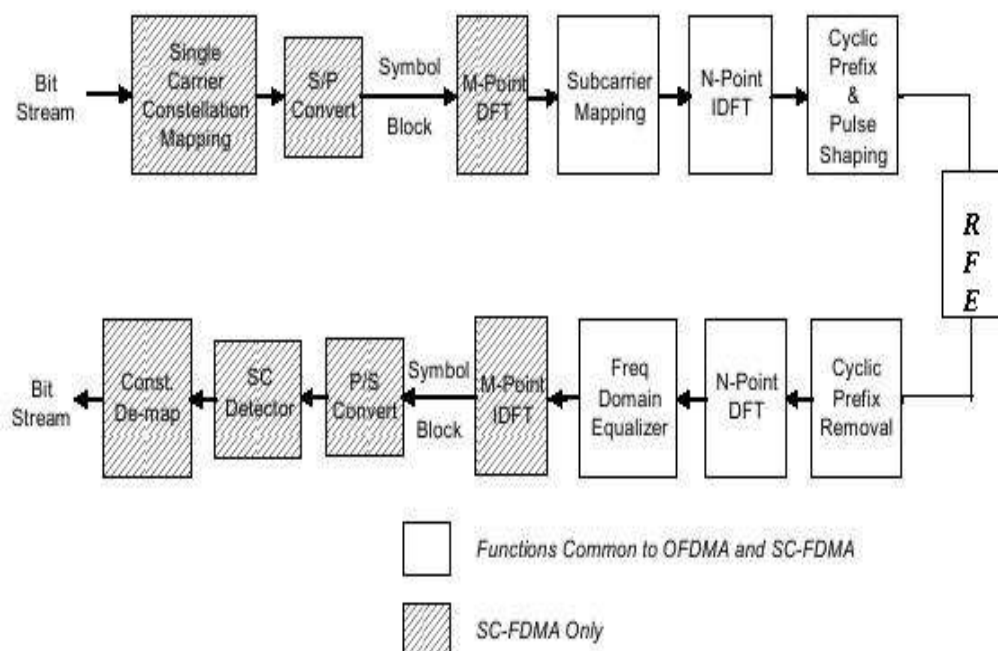 Bit
Stream
Single
Carrier
Constellation
Mapping
S/P
Convert
Symbol
Block
M-Point
DFT
Subcarrier
Mapping
N-Point
IDFT
Cyclic
Prefix
&
Pulse
Shaping
R
F
E
Bit
Stream
Const.
De-map
SC
Detector
P/S
Convert
Symbol
Block
M-Point
IDFT
Freq
Domain
Equalizer
N-Point
DFT
Cyclic
Prefix
Removal
Functions Common to OFDMA and SC-FDMA
SC-FDMA Only